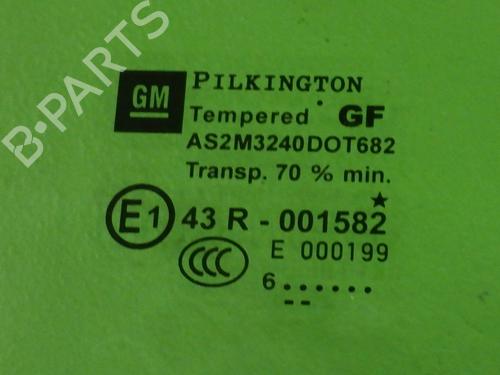 B-PARTS
GM PILKINGTON
Tempered GF
AS2M3240DOT682
Transp. 70 % min.
E1 43 R - 001582
CCC E 000199
6......
--